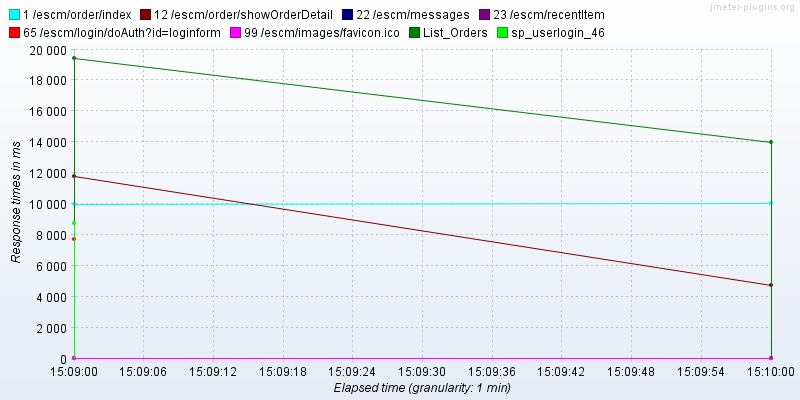 jmeter-plugins.org
1 /escm/order/index 12 /escm/order/showOrderDetail 22 /escm/messages 23 /escm/recentItem
65 /escm/login/doAuth?id=loginform 99 /escm/images/favicon.ico List_Orders sp_userlogin_46
20 000
18 000
16 000
14 000
12 000
10 000
8 000
6 000
4 000
2 000
0
Response times in ms
15:09:00 15:09:06 15:09:12 15:09:18 15:09:24 15:09:30 15:09:36 15:09:42 15:09:48 15:09:54 15:10:00
Elapsed time (granularity: 1 min)